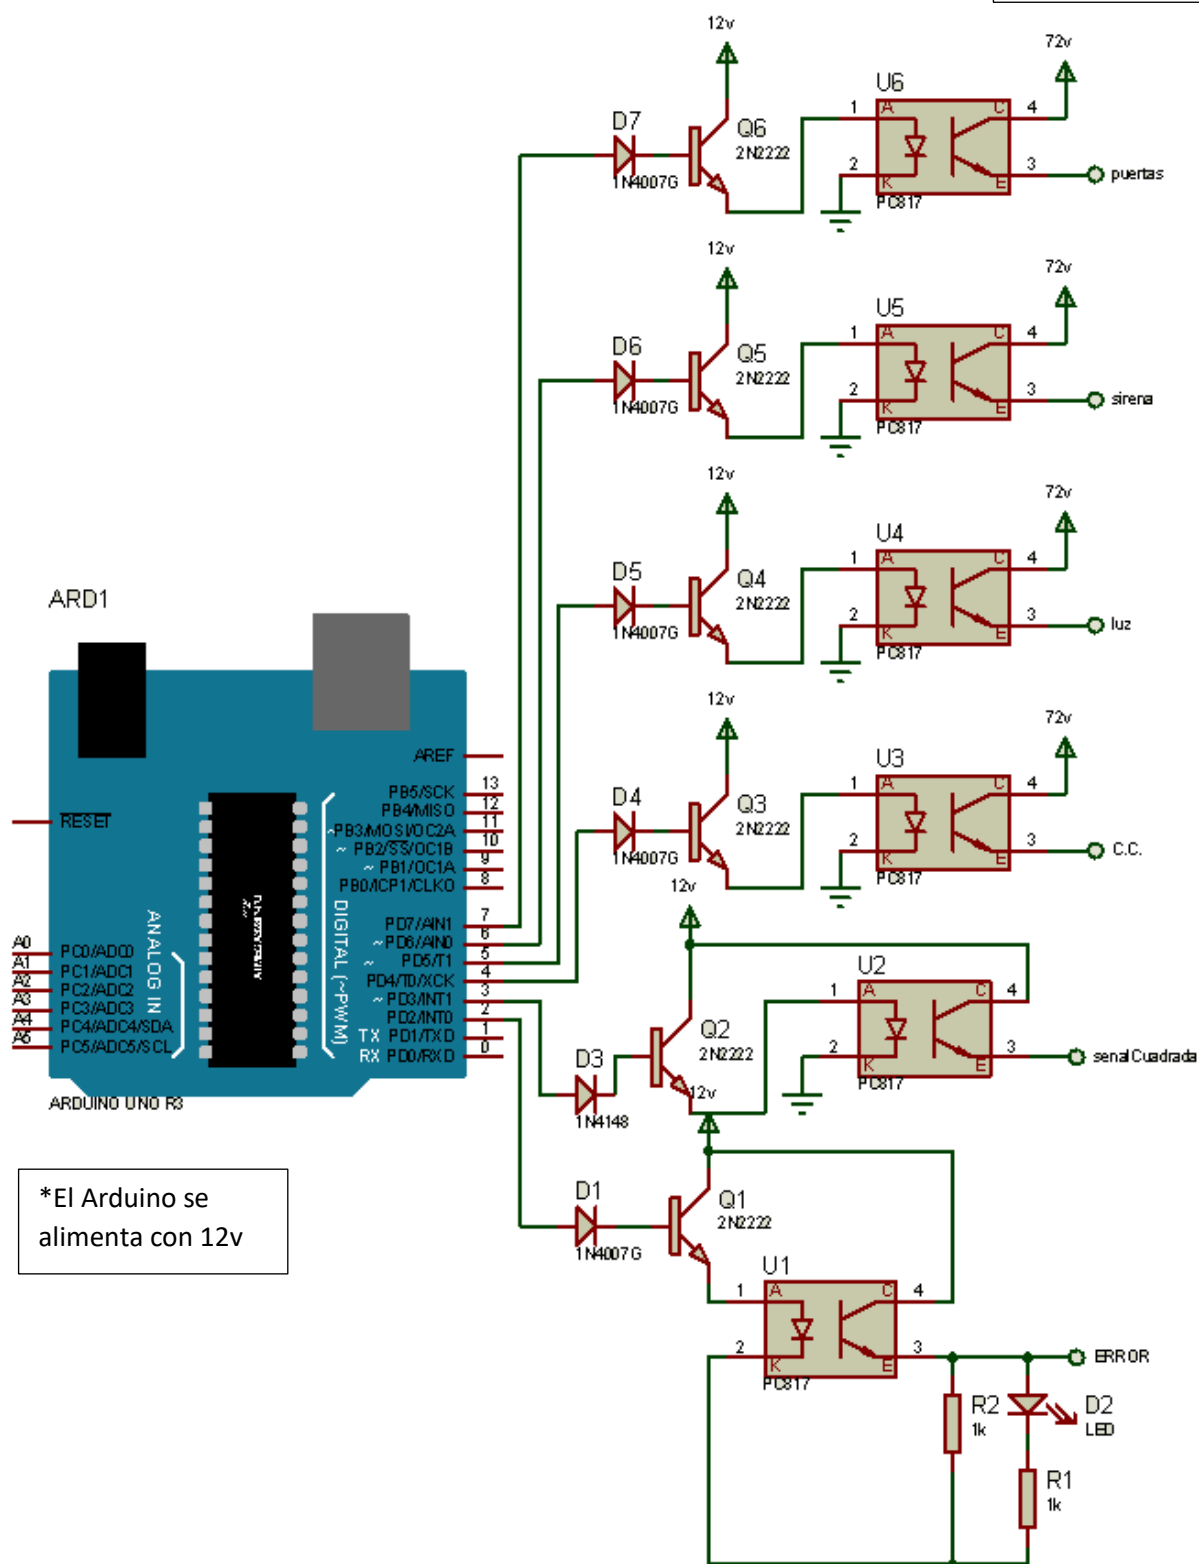 12v
72v
U6
1
A
C
4
D7
Q6
2N2222
1N4007G
2
K
E
3
puertas
PC817
12v
72v
U5
1
A
C
4
D6
Q5
2N2222
1N4007G
2
K
E
3
sirena
PC817
12v
72v
U4
1
A
C
4
D5
Q4
2N2222
1N4007G
2
K
E
3
luz
PC817
ARD1
12v
72v
U3
1
A
C
4
D4
Q3
2N2222
1N4007G
2
K
E
3
C.C.
PC817
AREF
RESET
PB5/SCK 13
PB4/MISO 12
~PB3/MOSI/OC2A 11
~ PB2/SS/OC1B 10
~ PB1/OC1A 9
PB0/ICP1/CLKO 8
PD7/AIN1 7
~ PD6/AIN0 6
~ PD5/T1 5
PD4/T0/XCK 4
~ PD3/INT1 3
PD2/INT0 2
TX PD1/TXD 1
RX PD0/RXD 0
DIGITAL (~PWM)
ANALOG IN
A0 PC0/ADC0
A1 PC1/ADC1
A2 PC2/ADC2
A3 PC3/ADC3
A4 PC4/ADC4/SDA
A5 PC5/ADC5/SCL
ARDUINO UNO R3
12v
U2
1
A
C
4
Q2
2N2222
D3
1N4148
2
K
E
3
senalCuadrada
PC817
12v
*El Arduino se
alimenta con 12v
D1
1N4007G
Q1
2N2222
U1
1
A
C
4
2
K
E
3
ERROR
PC817
R2
1k
D2
LED
R1
1k